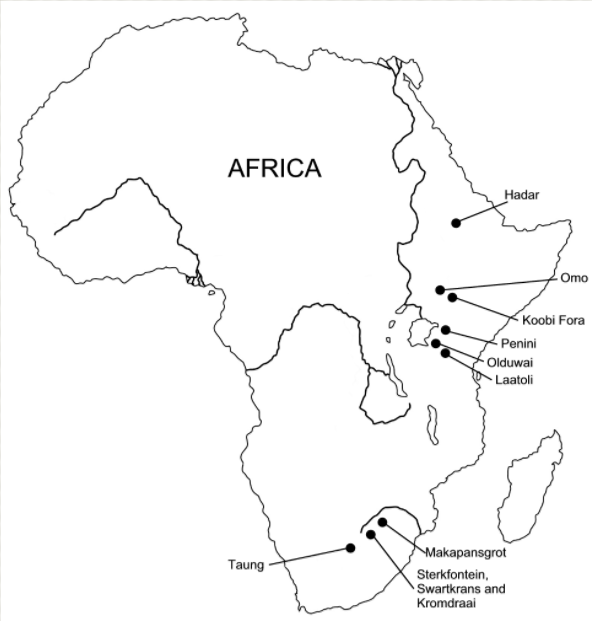 AFRICA
Hadar
Omo
Koobi Fora
Penini
Olduwai
Laatoli
Makapansgrot
Taung
Sterkfontein,
Swartkrans and
Kromdraai